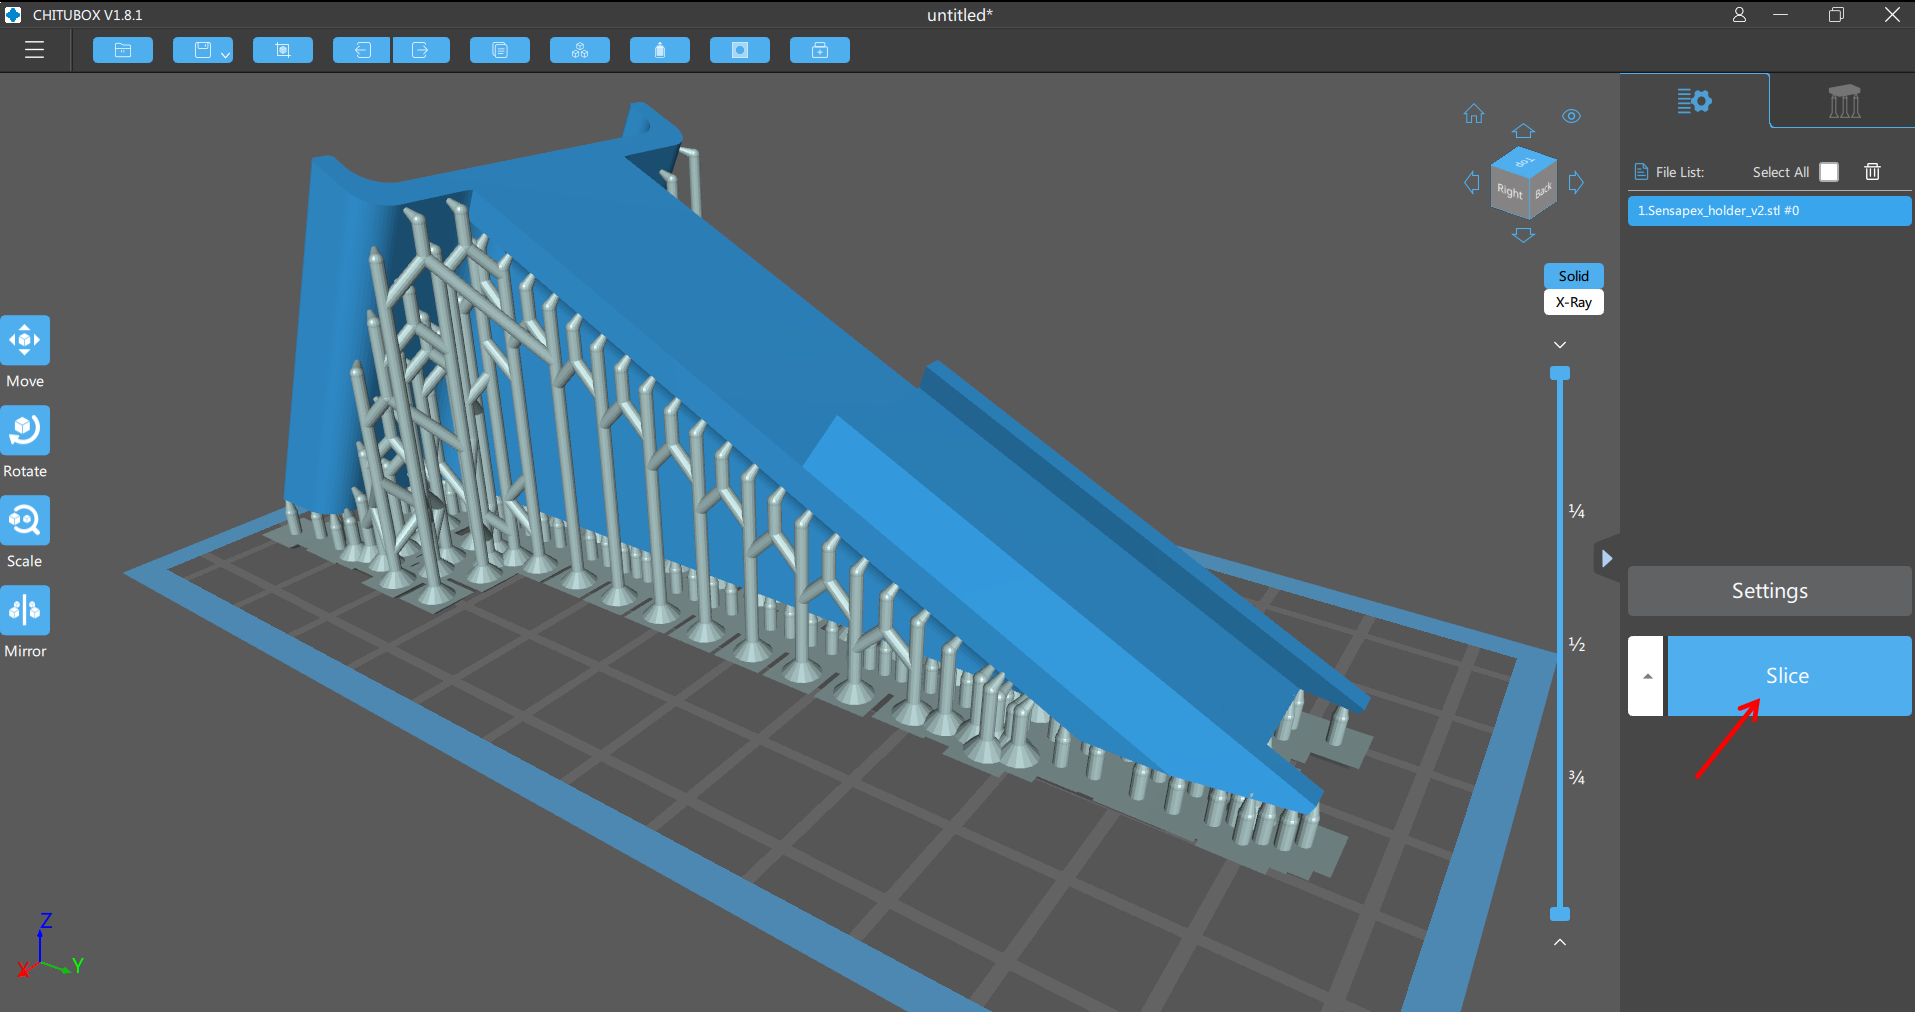 CHITUBOX V1.8.1
untitled*
File List:
Select All
1.Sensapex_holder_v2.stl #0
Top
Right
Back
Solid
X-Ray
Move
Rotate
Scale
Mirror
¼
½
¾
Settings
Slice
Z
X
Y